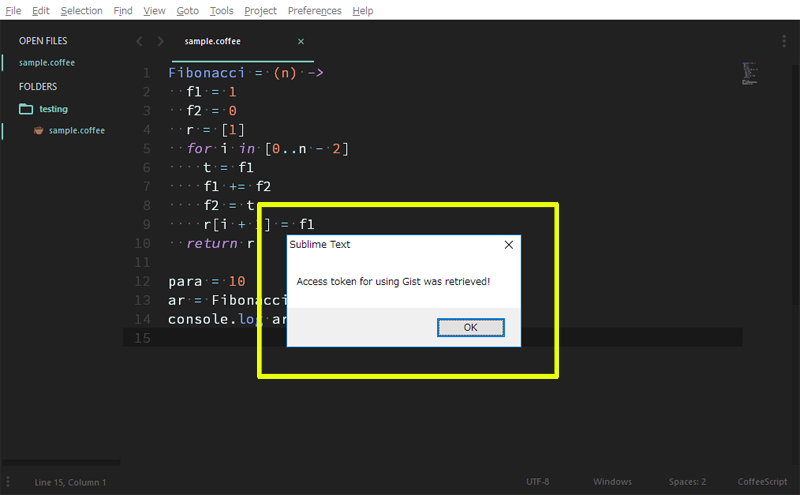 File Edit Selection Find View Goto Tools Project Preferences Help
OPEN FILES
sample.coffee
FOLDERS
testing
sample.coffee
sample.coffee ×
1 Fibonacci = (n) ->
2 f1 = 1
3 f2 = 0
4 r = [1]
5 for i in [0..n - 2]
6 t = f1
7 f1 += f2
8 f2 = t
9 r[i + ] = f1
10 return r
11
12 para = 10
13 ar = Fibonacci
14 console.log ar
15
Sublime Text
Access token for using Gist was retrieved!
OK
Line 15, Column 1 UTF-8 Windows Spaces: 2 CoffeeScript